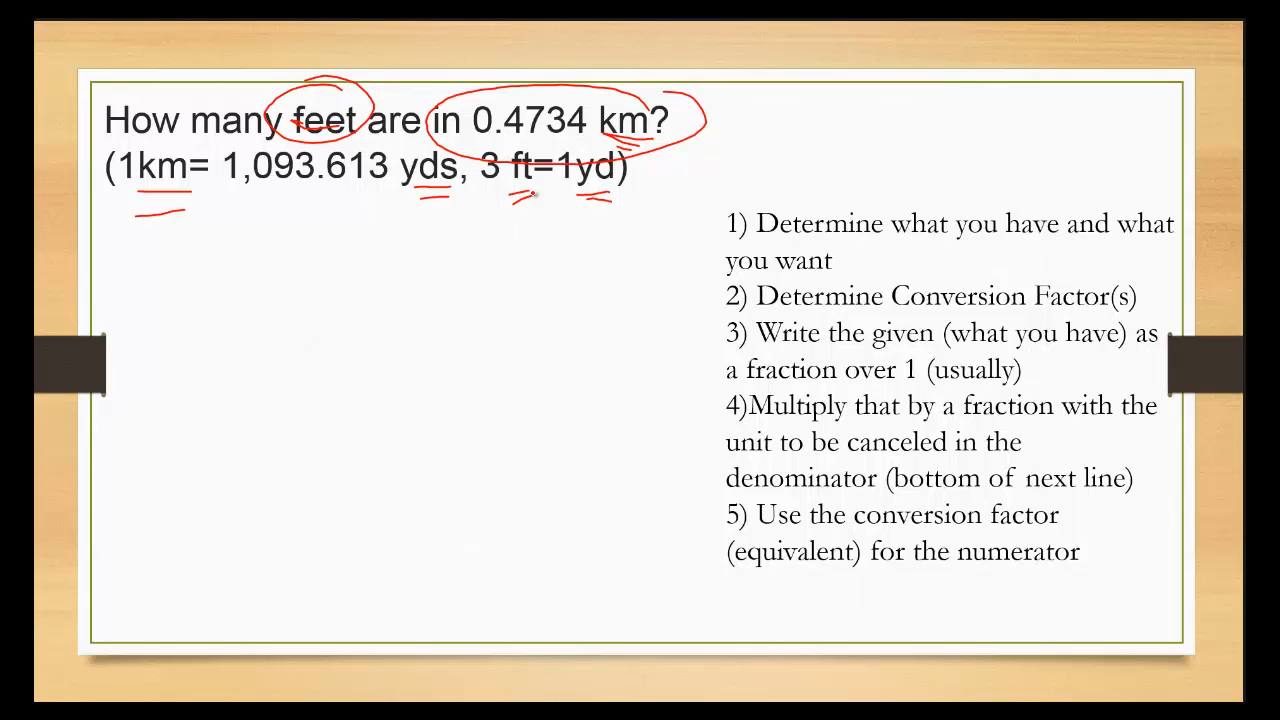 How many feet are in 0.4734 km?
(1km= 1,093.613 yds, 3 ft=1yd)
1) Determine what you have and what
you want
2) Determine Conversion Factor(s)
3) Write the given (what you have) as
a fraction over 1 (usually)
4)Multiply that by a fraction with the
unit to be canceled in the
denominator (bottom of next line)
5) Use the conversion factor
(equivalent) for the numerator